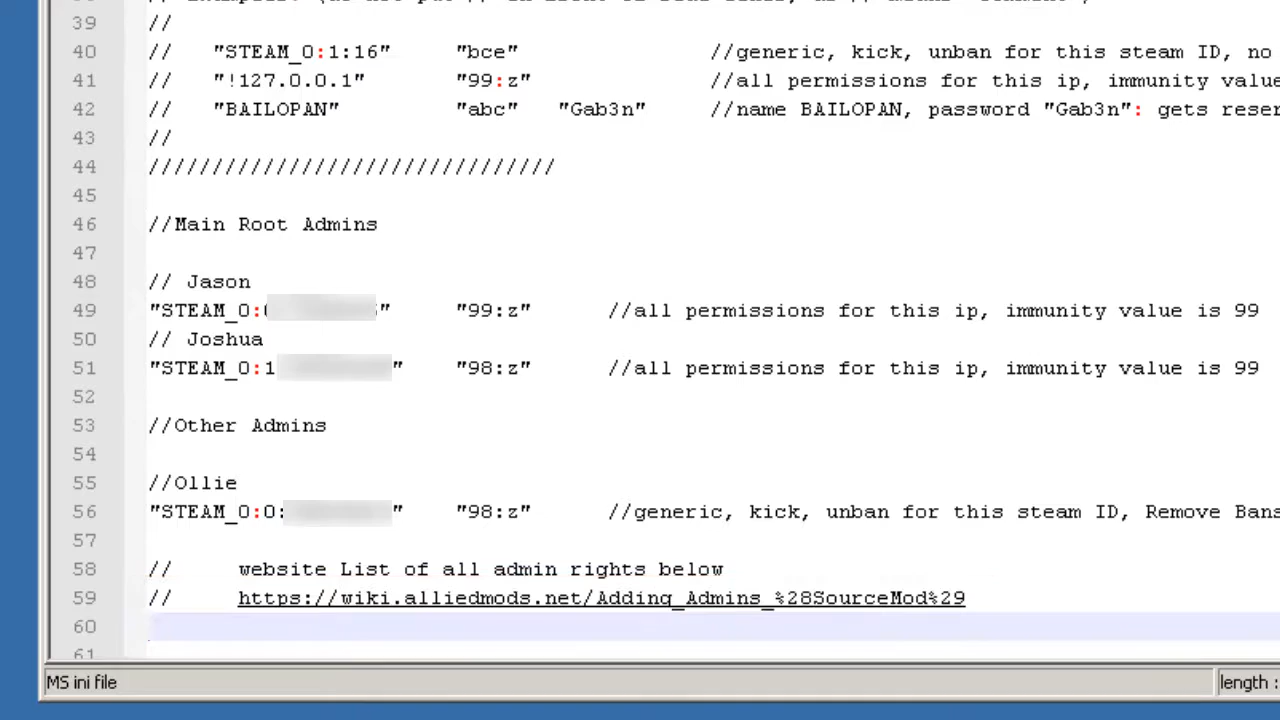 39 //
40 // "STEAM_0:1:16" "bce" //generic, kick, unban for this steam ID, no
41 // "!127.0.0.1" "99:z" //all permissions for this ip, immunity value
42 // "BAILOPAN" "abc" "Gab3n" //name BAILOPAN, password "Gab3n": gets reser
43 //
44 ////////////////////////////////
45
46 //Main Root Admins
47
48 // Jason
49 "STEAM_0: " "99:z" //all permissions for this ip, immunity value is 99
50 // Joshua
51 "STEAM_0:1 " "98:z" //all permissions for this ip, immunity value is 99
52
53 //Other Admins
54
55 //Ollie
56 "STEAM_0:0: " "98:z" //generic, kick, unban for this steam ID, Remove Bans
57
58 // website List of all admin rights below
59 // https://wiki.alliedmods.net/Adding_Admins_%28SourceMod%29
60
61
MS ini file length :